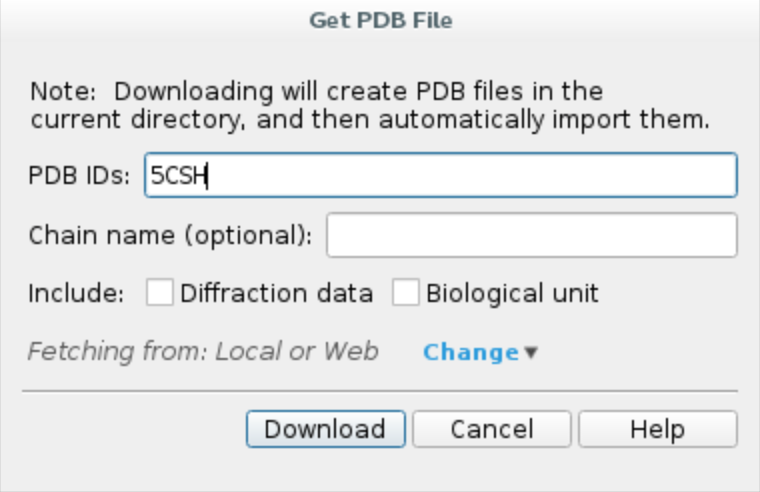 Get PDB File
Note:  Downloading will create PDB files in the
current directory, and then automatically import them.
PDB IDs: 5CSH
Chain name (optional):
Include: Diffraction data Biological unit
Fetching from: Local or Web Change▼
Download Cancel Help